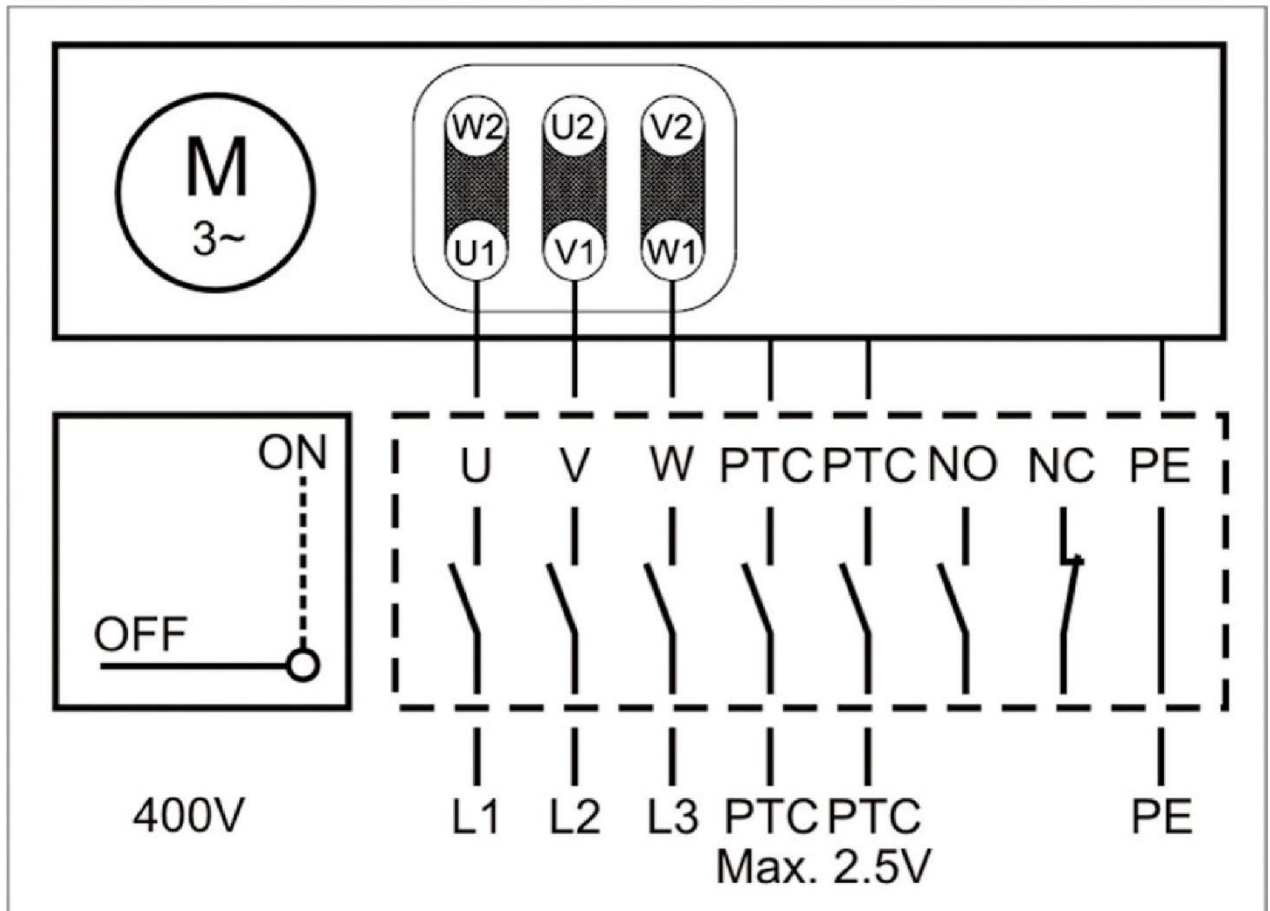 M
3~
W2 U2 V2
U1 V1 W1
ON
OFF
U V W PTC PTC NO NC PE
400V
L1 L2 L3 PTC PTC PE
Max. 2.5V